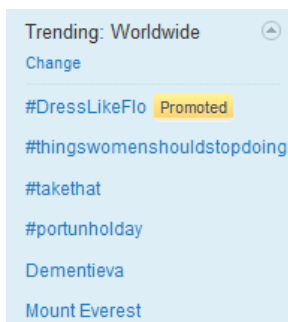 Trending: Worldwide
Change
#DressLikeFlo Promoted
#thingswomenshouldstopdoing
#takethat
#portunholday
Dementieva
Mount Everest